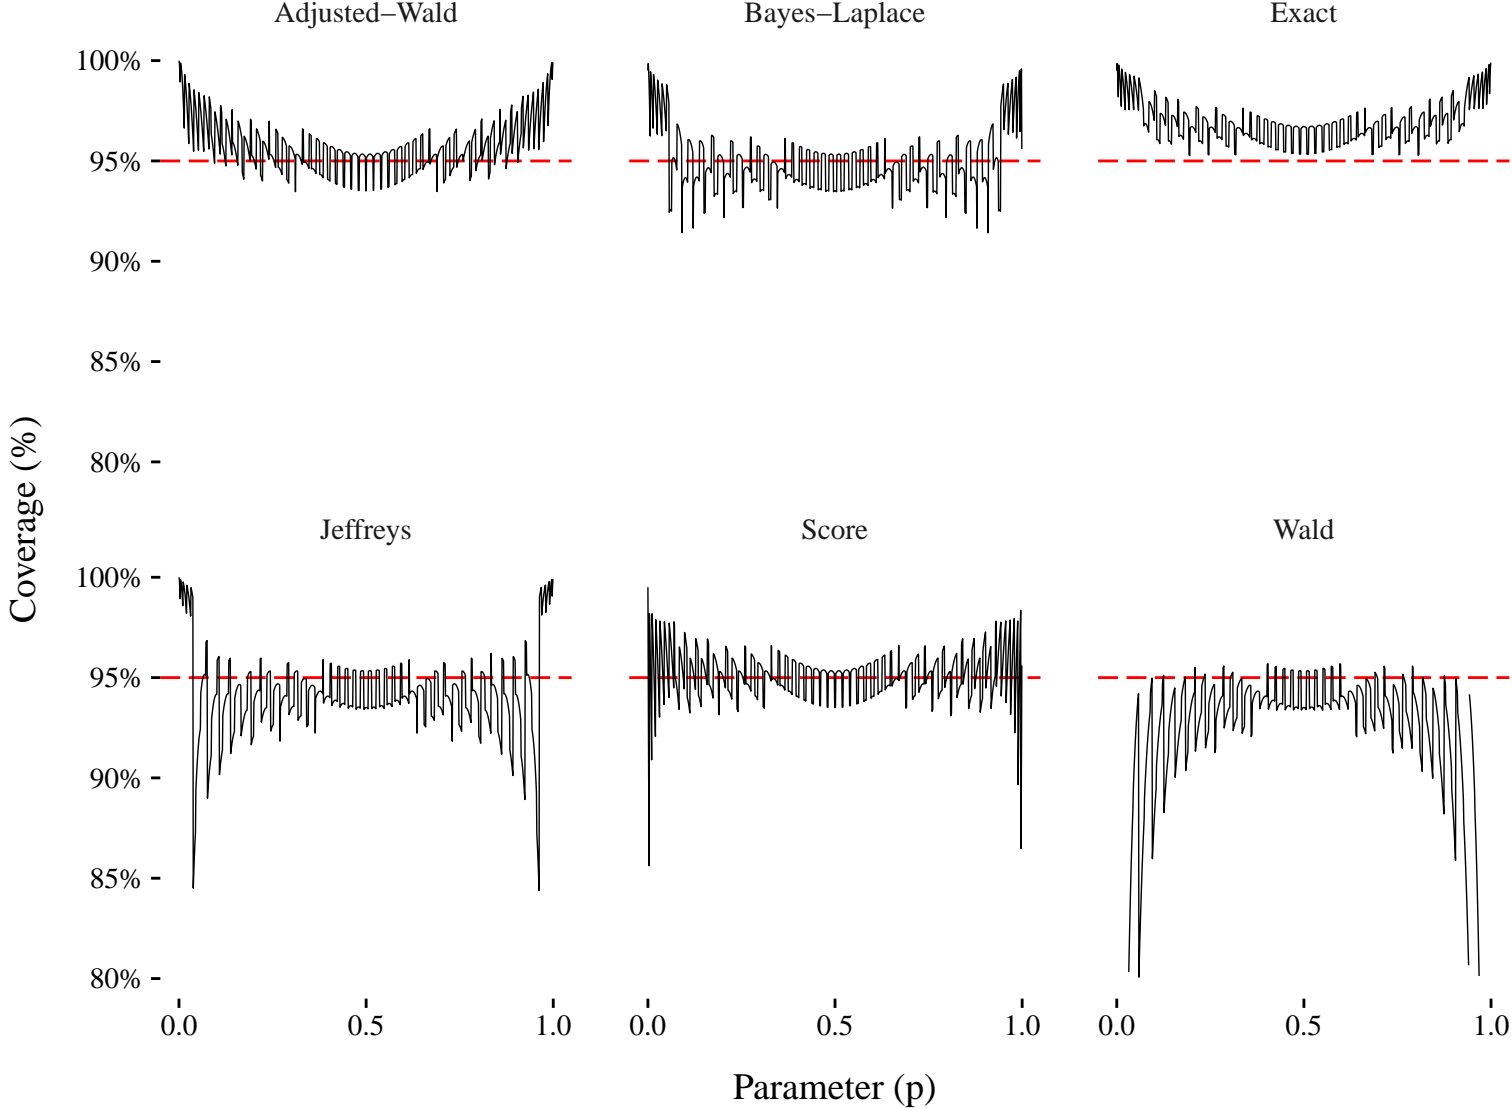 Adjusted−Wald
Bayes−Laplace
Exact
100%
95%
90%
85%
80%
Coverage (%)
Jeffreys
Score
Wald
100%
95%
90%
85%
80%
0.0 0.5 1.0
0.0 0.5 1.0
0.0 0.5 1.0
Parameter (p)